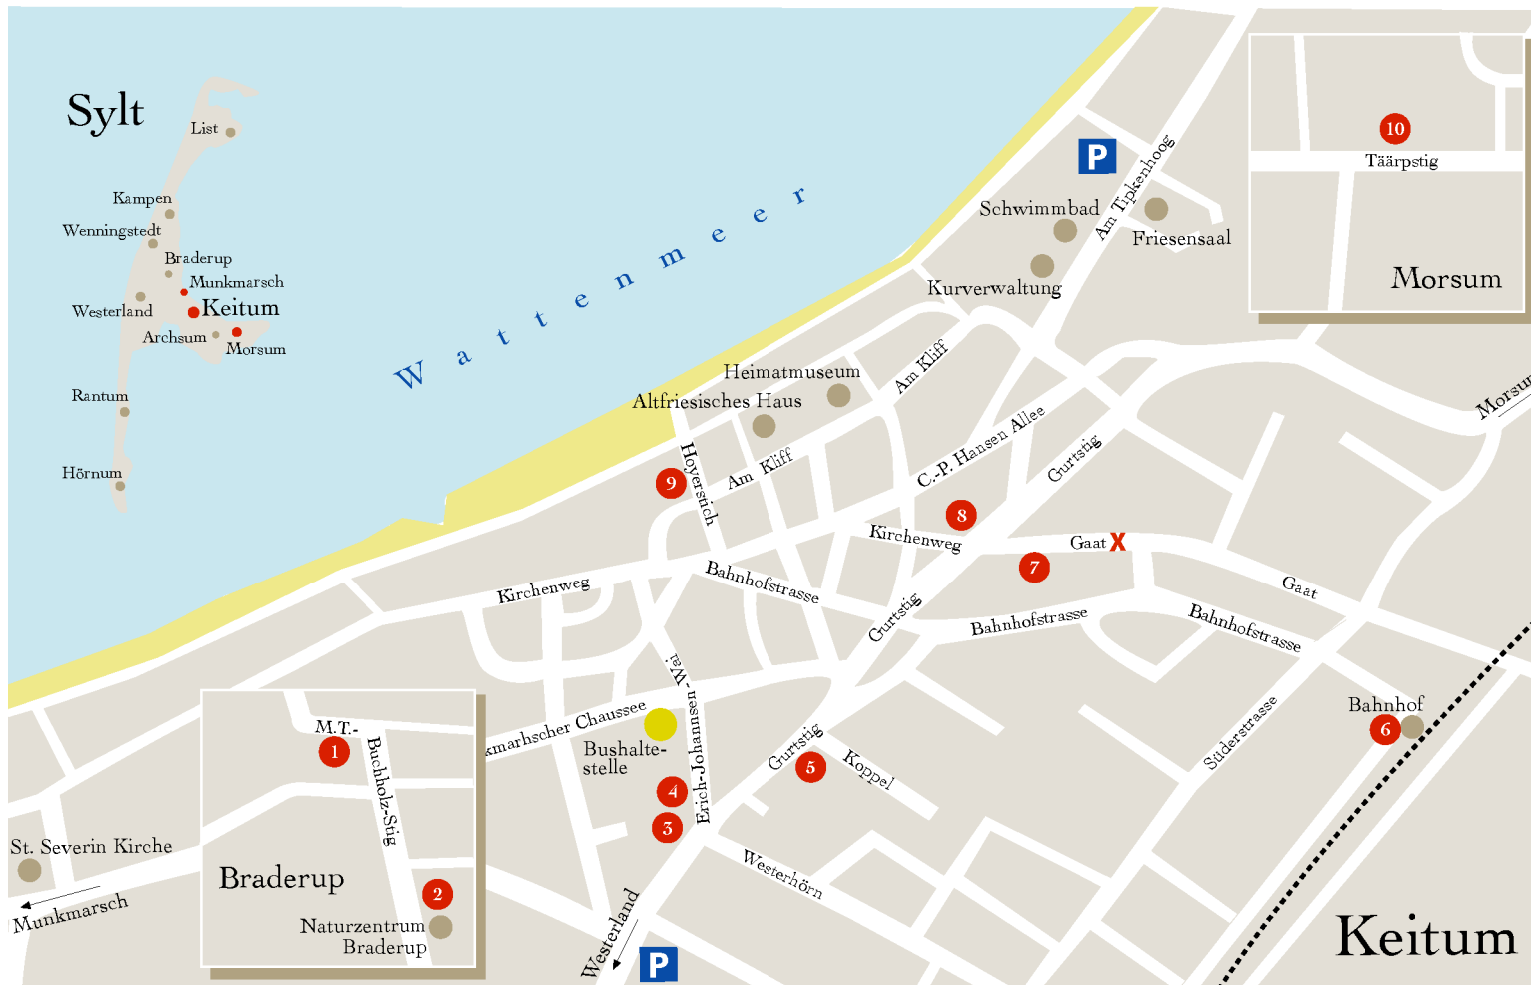 Sylt
List
Kampen
Wenningstedt
Braderup
Munkmarsch
Westerland
Keitum
Archsum
Morsum
Rantum
Hörnum
Wattenmeer
P
Am Tipkenhoog
Schwimmbad
Friesensaal
Kurverwaltung
10
Täärpstig
Morsum
Morsum
Heimatmuseum
Altfriesisches Haus
Am Kliff
Am Kliff
Hoyerstich
9
C.-P. Hansen Allee
Gurtstig
8
Kirchenweg
Gaat X
7
Gaat
Kirchenweg
Bahnhofstrasse
Gurtstig
Bahnhofstrasse
Bahnhofstrasse
Erich-Johannsen-Wai
kmarhscher Chaussee
Bushalte-
stelle
4
3
Gurtstig
5
Koppel
Süderstrasse
Bahnhof
6
Westerhörn
Westerland
P
M.T.-
Buchholz-Stig
1
Braderup
2
Naturzentrum
Braderup
St. Severin Kirche
Munkmarsch
Keitum